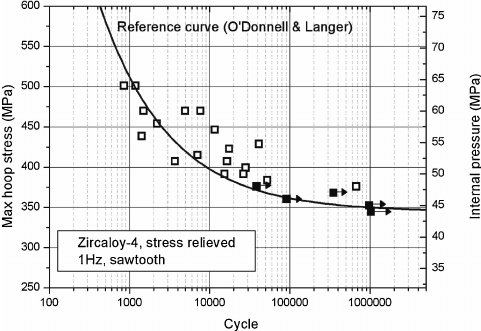 600
550
500
450
400
350
300
250
Max hoop stress (MPa)
Reference curve (O'Donnell & Langer)
Zircaloy-4, stress relieved
1Hz, sawtooth
75
70
65
60
55
50
45
40
35
Internal pressure (MPa)
100 1000 10000 100000 1000000
Cycle